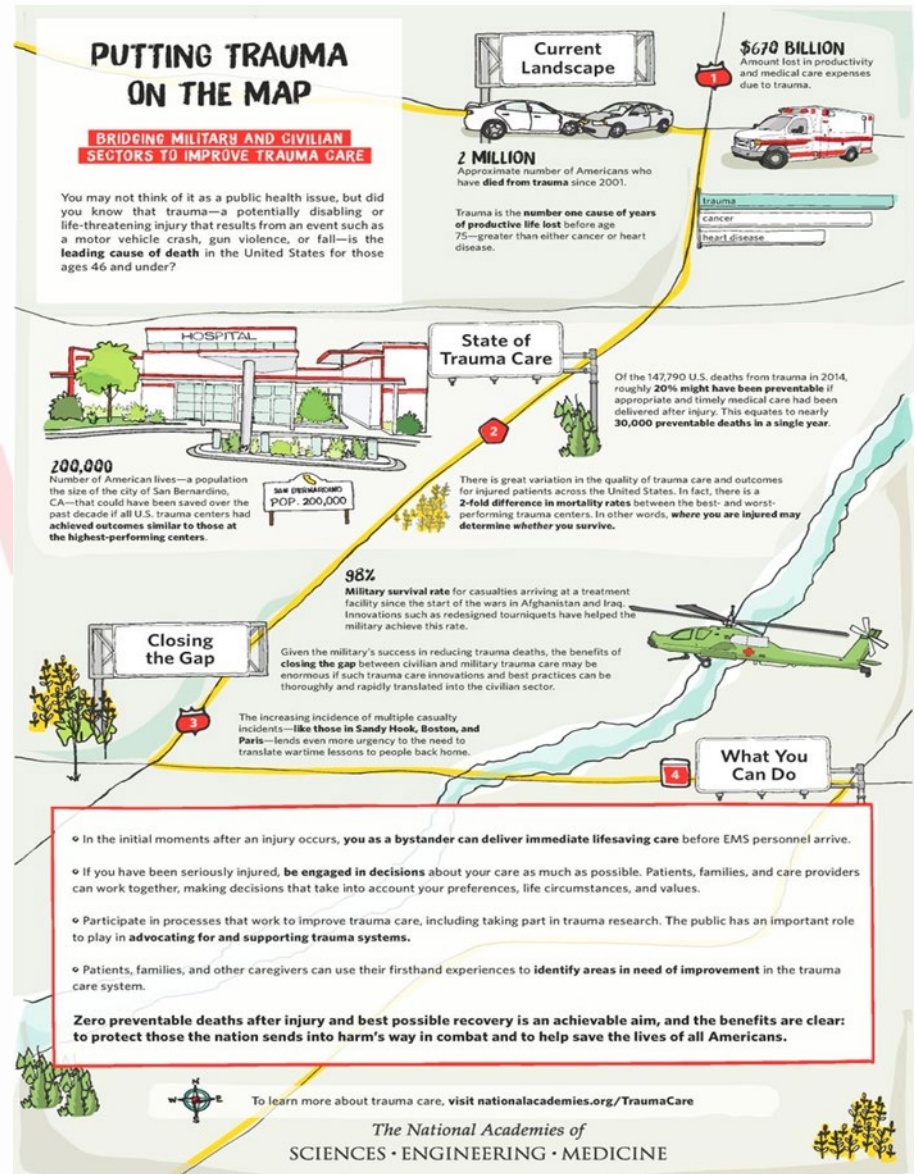 PUTTING TRAUMA
ON THE MAP
BRIDGING MILITARY AND CIVILIAN
SECTORS TO IMPROVE TRAUMA CARE
You may not think of it as a public health issue, but did
you know that trauma—a potentially disabling or
life-threatening injury that results from an event such as
a motor vehicle crash, gun violence, or fall—is the
leading cause of death in the United States for those
ages 46 and under?
Current
Landscape
1
$670 BILLION
Amount lost in productivity
and medical care expenses
due to trauma.
2 MILLION
Approximate number of Americans who
have died from trauma since 2001.
Trauma is the number one cause of years
of productive life lost before age
75—greater than either cancer or heart
disease.
trauma
cancer
heart disease
HOSPITAL
State of
Trauma Care
2
Of the 147,790 U.S. deaths from trauma in 2014,
roughly 20% might have been preventable if
appropriate and timely medical care had been
delivered after injury. This equates to nearly
30,000 preventable deaths in a single year.
200,000
Number of American lives—a population
the size of the city of San Bernardino,
CA—that could have been saved over the
past decade if all U.S. trauma centers had
achieved outcomes similar to those at
the highest-performing centers.
SAN BERNARDINO
POP. 200,000
There is great variation in the quality of trauma care and outcomes
for injured patients across the United States. In fact, there is a
2-fold difference in mortality rates between the best- and worst-
performing trauma centers. In other words, where you are injured may
determine whether you survive.
98%
Military survival rate for casualties arriving at a treatment
facility since the start of the wars in Afghanistan and Iraq.
Innovations such as redesigned tourniquets have helped the
military achieve this rate.
Closing
the Gap
3
Given the military's success in reducing trauma deaths, the benefits of
closing the gap between civilian and military trauma care may be
enormous if such trauma care innovations and best practices can be
thoroughly and rapidly translated into the civilian sector.
The increasing incidence of multiple casualty
incidents—like those in Sandy Hook, Boston, and
Paris—lends even more urgency to the need to
translate wartime lessons to people back home.
4
What You
Can Do
• In the initial moments after an injury occurs, you as a bystander can deliver immediate lifesaving care before EMS personnel arrive.
• If you have been seriously injured, be engaged in decisions about your care as much as possible. Patients, families, and care providers
can work together, making decisions that take into account your preferences, life circumstances, and values.
• Participate in processes that work to improve trauma care, including taking part in trauma research. The public has an important role
to play in advocating for and supporting trauma systems.
• Patients, families, and other caregivers can use their firsthand experiences to identify areas in need of improvement in the trauma
care system.
Zero preventable deaths after injury and best possible recovery is an achievable aim, and the benefits are clear:
to protect those the nation sends into harm's way in combat and to help save the lives of all Americans.
N
W E
S
To learn more about trauma care, visit nationalacademies.org/TraumaCare
The National Academies of
SCIENCES • ENGINEERING • MEDICINE